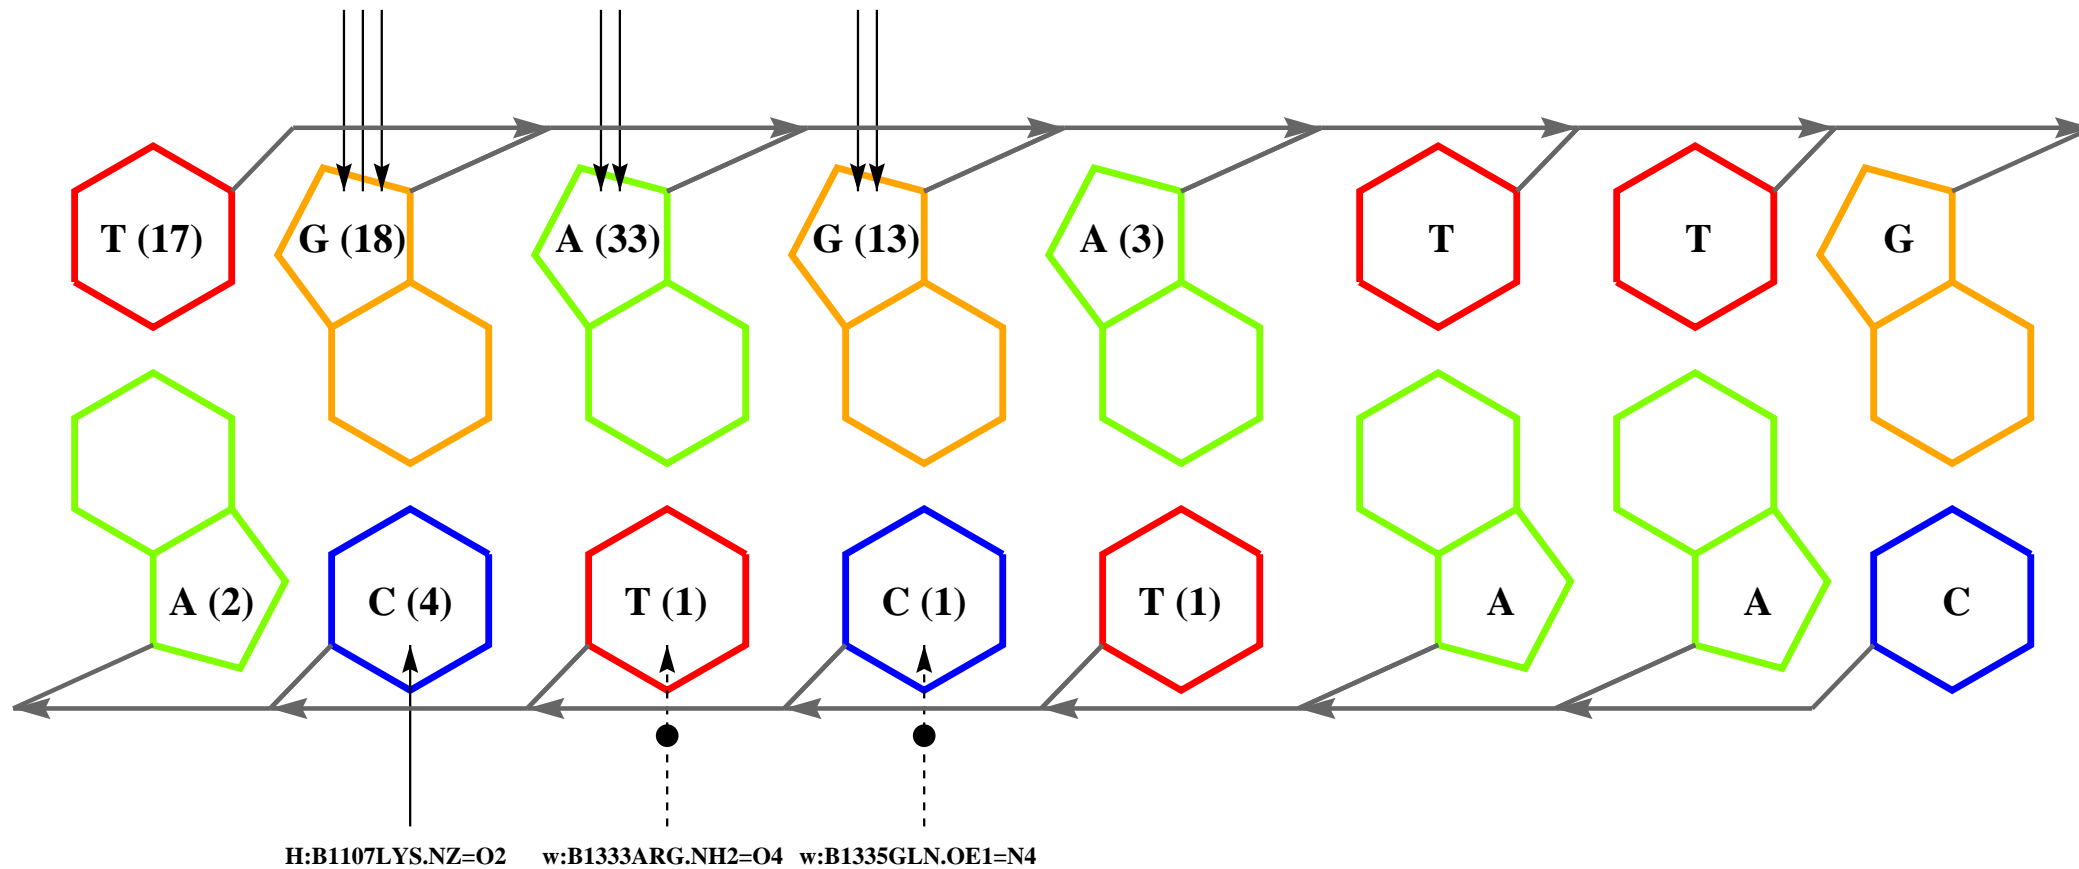 T (17) G (18) A (33) G (13) A (3) T T G
A (2) C (4) T (1) C (1) T (1) A A C
H:B1107LYS.NZ=O2 w:B1333ARG.NH2=O4 w:B1335GLN.OE1=N4